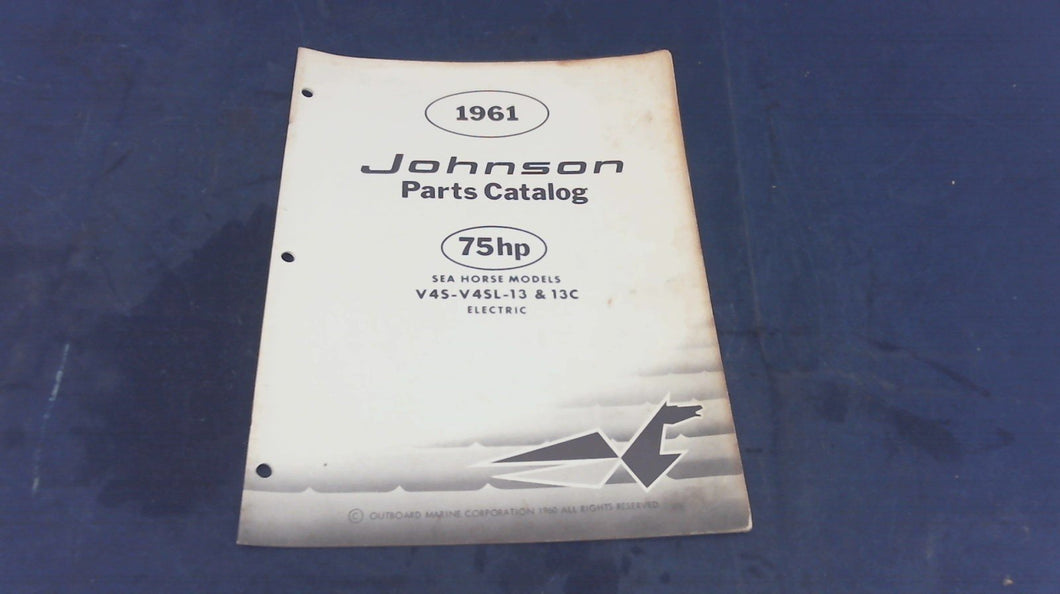 1961
Johnson
Parts Catalog
75hp
SEA HORSE MODELS
V4S-V4SL-13 & 13C
ELECTRIC
© OUTBOARD MARINE CORPORATION 1960 ALL RIGHTS RESERVED